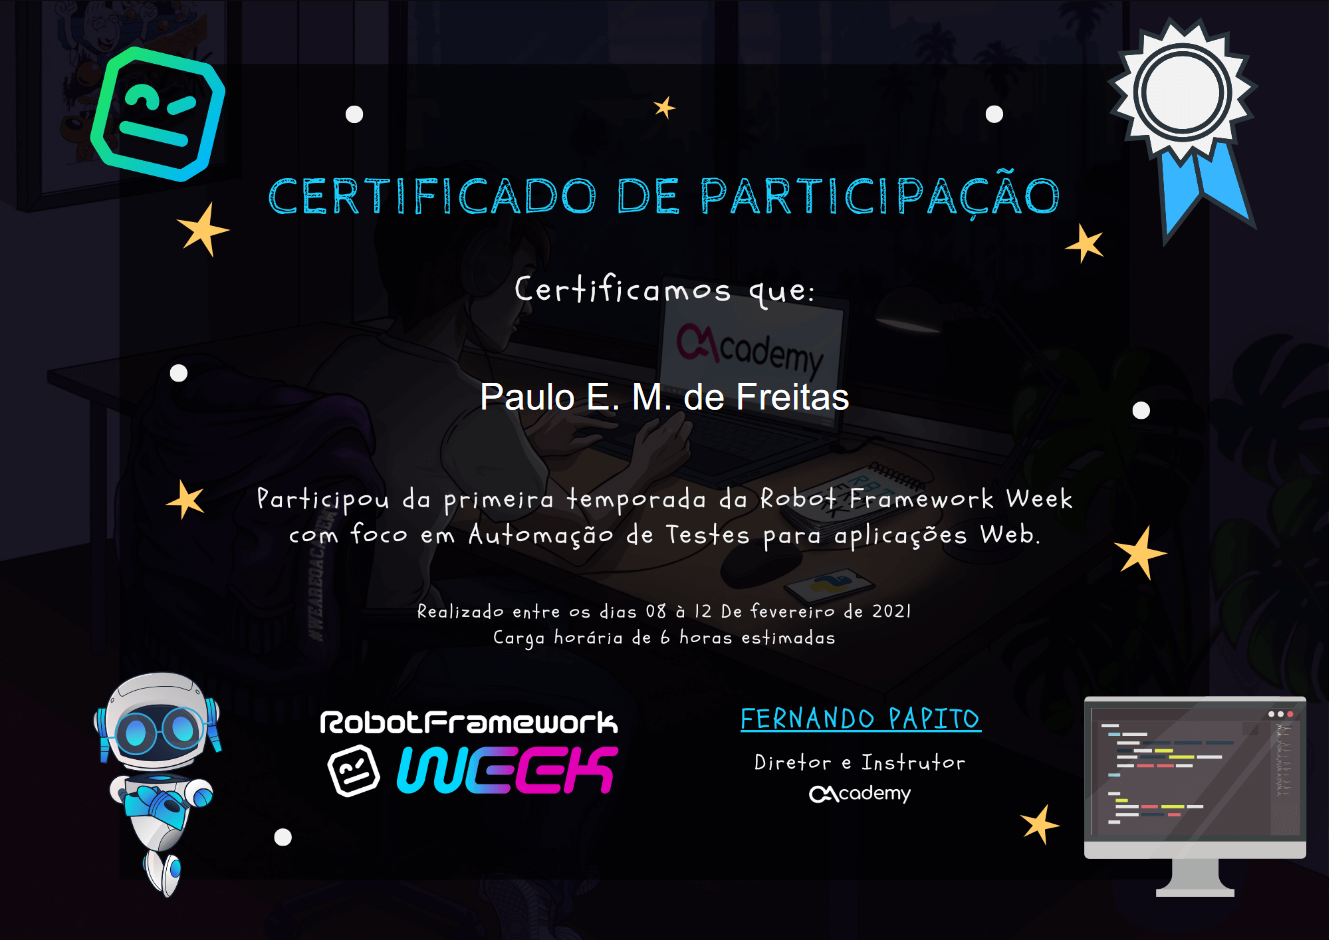 CERTIFICADO DE PARTICIPAÇÃO
Certificamos que:
QAcademy
Paulo E. M. de Freitas
Participou da primeira temporada da Robot Framework Week
com foco em Automação de Testes para aplicações Web.
Realizado entre os dias 08 à 12 De fevereiro de 2021
Carga horária de 6 horas estimadas
RobotFramework
WEEK
FERNANDO PAPITO
Diretor e Instrutor
QAcademy